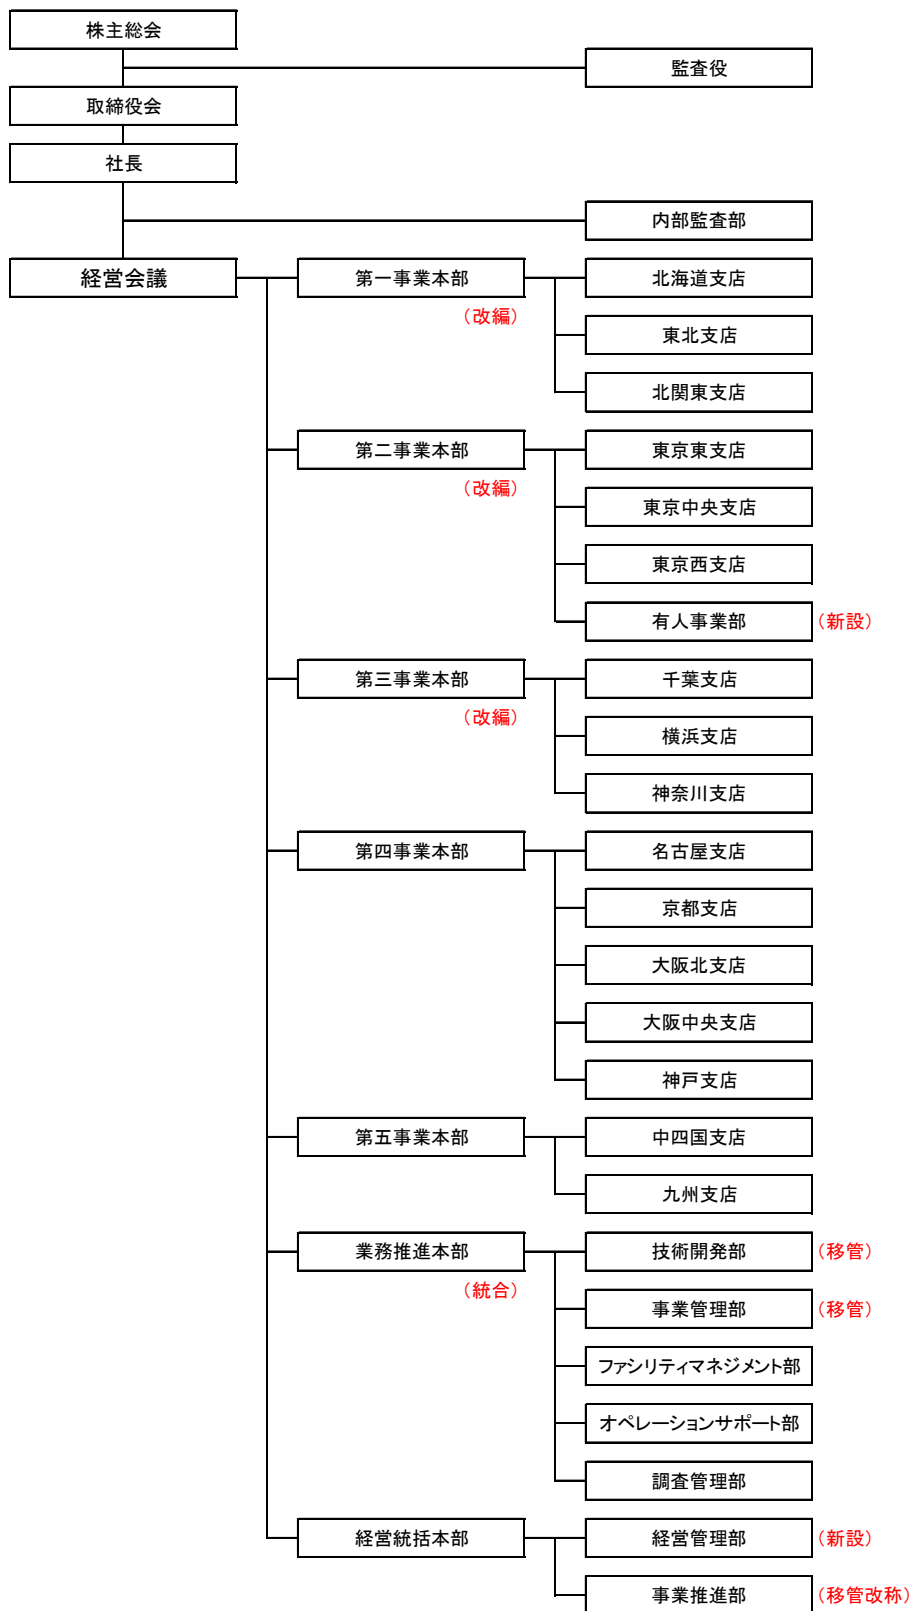 株主総会
監査役
取締役会
社長
内部監査部
経営会議
第一事業本部
北海道支店
（改編）
東北支店
北関東支店
第二事業本部
東京東支店
（改編）
東京中央支店
東京西支店
有人事業部
（新設）
第三事業本部
千葉支店
（改編）
横浜支店
神奈川支店
第四事業本部
名古屋支店
京都支店
大阪北支店
大阪中央支店
神戸支店
第五事業本部
中四国支店
九州支店
業務推進本部
技術開発部
（移管）
（統合）
事業管理部
（移管）
ファシリティマネジメント部
オペレーションサポート部
調査管理部
経営統括本部
経営管理部
（新設）
事業推進部
（移管改称）